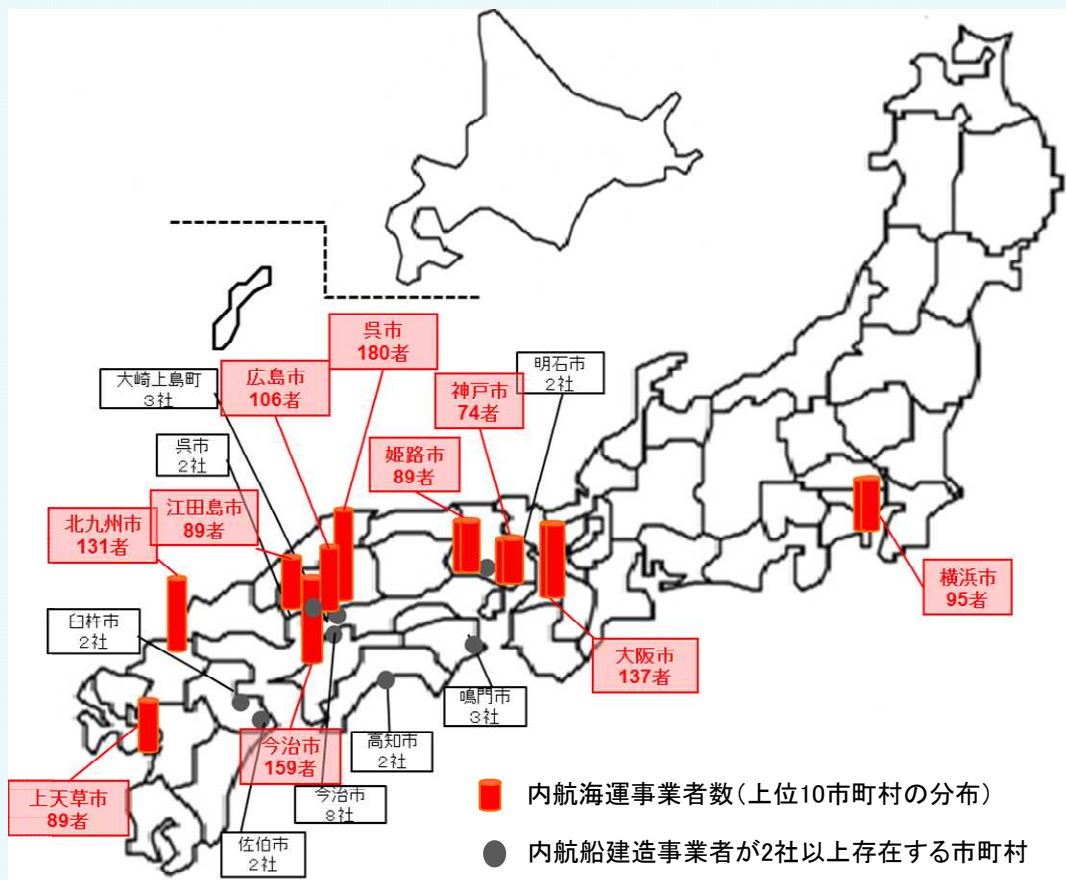 呉市
180者
大崎上島町
3社
広島市
106者
明石市
2社
神戸市
74者
呉市
2社
姫路市
89者
江田島市
89者
北九州市
131者
横浜市
95者
臼杵市
2社
大阪市
137者
鳴門市
3社
高知市
2社
今治市
159者
上天草市
89者
今治市
8社
佐伯市
2社
内航海運事業者数(上位10市町村の分布)
内航船建造事業者が2社以上存在する市町村